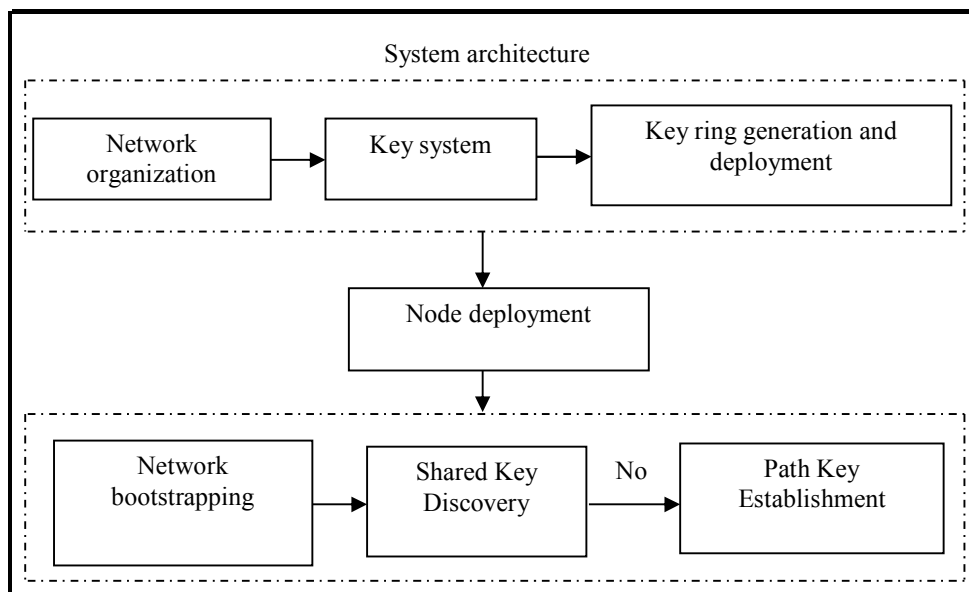 System architecture
Network
organization
Key system
Key ring generation and
deployment
Node deployment
Network
bootstrapping
Shared Key
Discovery
No
Path Key
Establishment